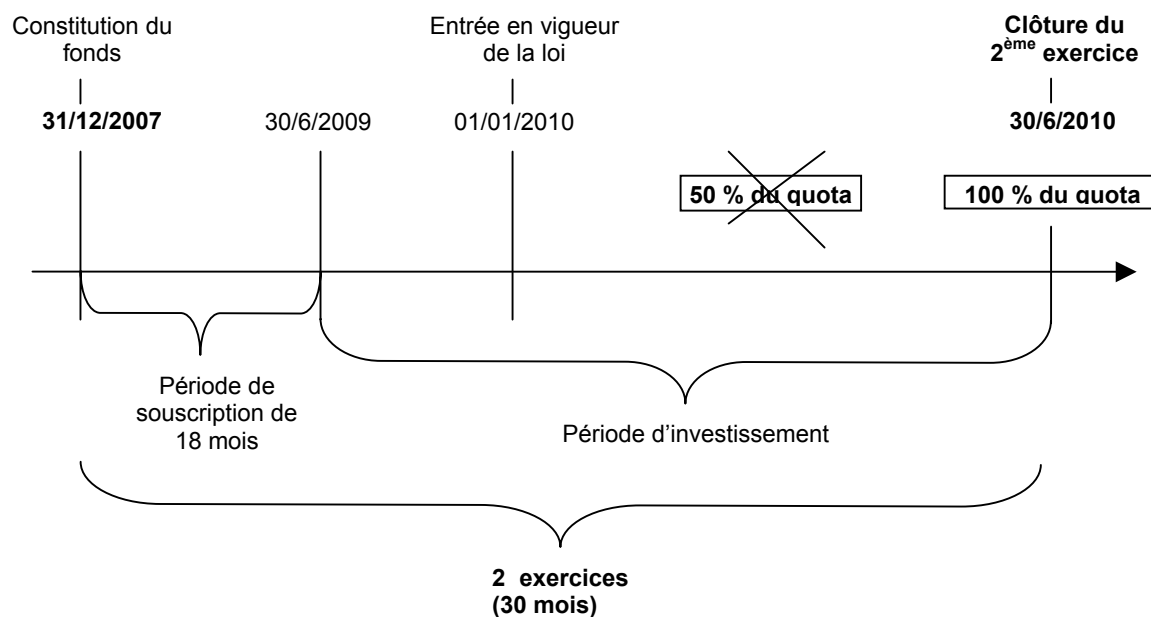 Constitution du
fonds
Entrée en vigueur
de la loi
Clôture du
2ème exercice
31/12/2007
30/6/2009
01/01/2010
30/6/2010
50 % du quota
100 % du quota
Période de
souscription de
18 mois
Période d'investissement
2 exercices
(30 mois)